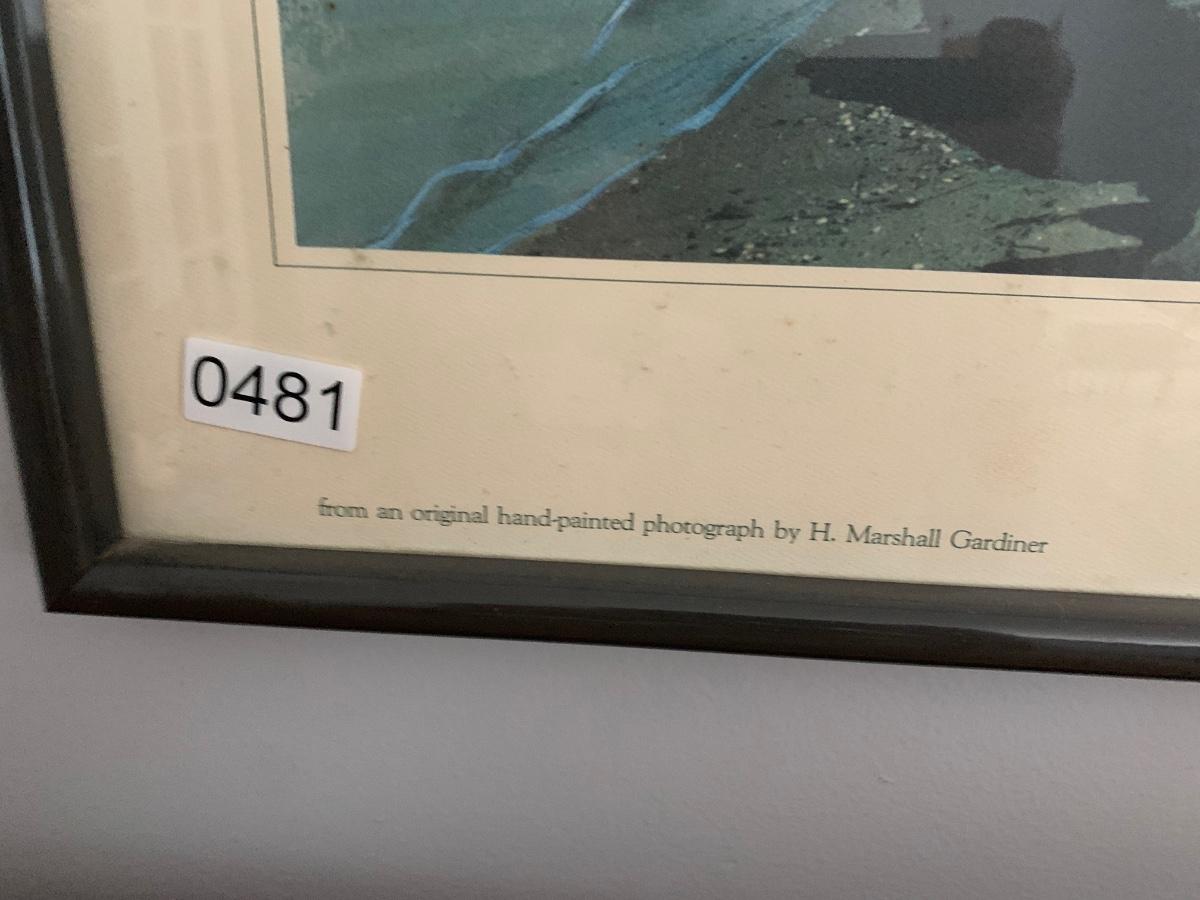 0481
from an original hand-painted photograph by H. Marshall Gardiner